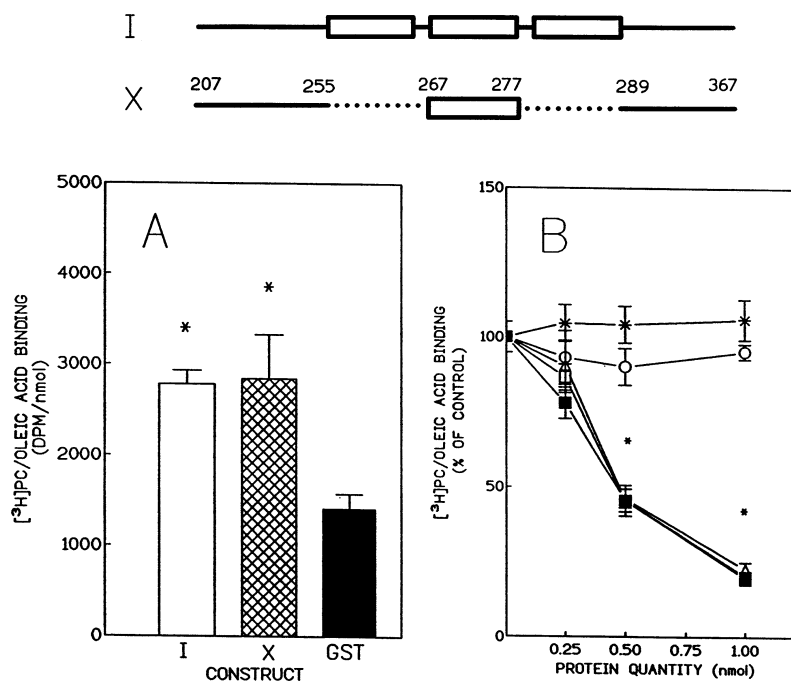 I
X
207 255 267 277 289 367
A
5000
4000
3000
2000
1000
0
[³H]PC/OLEIC ACID BINDING
(DPM/nmol)
*
*
I X GST
CONSTRUCT
B
150
100
50
0
[³H]PC/OLEIC ACID BINDING
(% OF CONTROL)
*
*
0.25 0.50 0.75 1.00
PROTEIN QUANTITY (nmol)